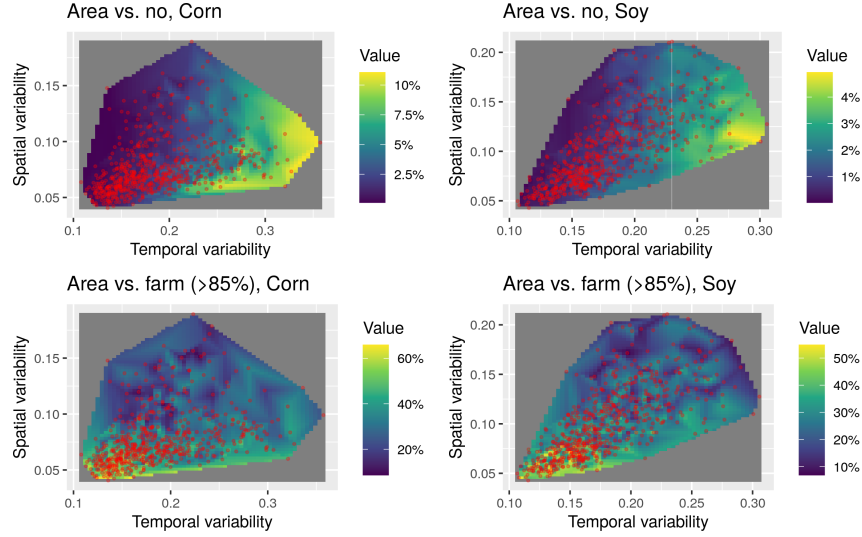 Area vs. no, Corn
Spatial variability
0.15
0.10
0.05
0.1
0.2
0.3
Temporal variability
Value
10%
7.5%
5%
2.5%
Area vs. no, Soy
Spatial variability
0.20
0.15
0.10
0.05
0.10
0.15
0.20
0.25
0.30
Temporal variability
Value
4%
3%
2%
1%
Area vs. farm (>85%), Corn
Spatial variability
0.15
0.10
0.05
0.1
0.2
0.3
Temporal variability
Value
60%
40%
20%
Area vs. farm (>85%), Soy
Spatial variability
0.20
0.15
0.10
0.05
0.10
0.15
0.20
0.25
0.30
Temporal variability
Value
50%
40%
30%
20%
10%